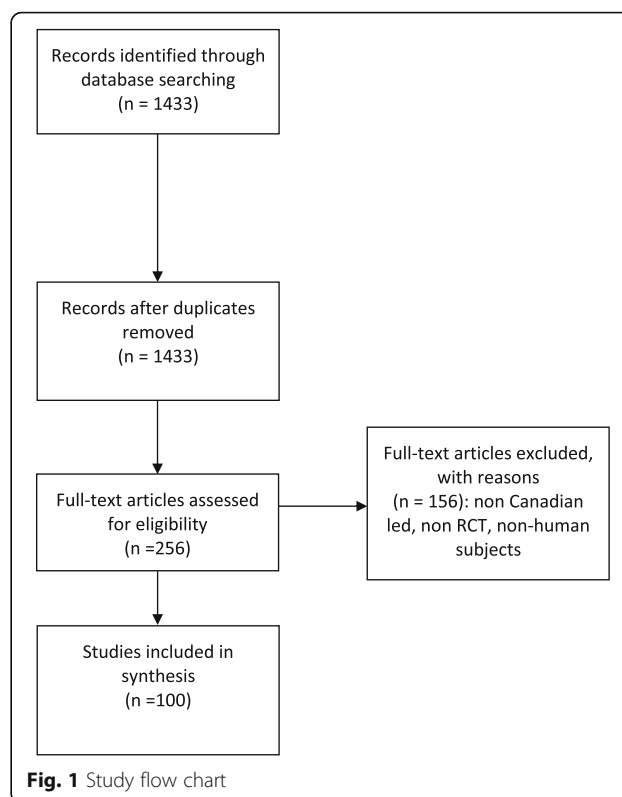 Records identified through
database searching
(n = 1433)
Records after duplicates
removed
(n = 1433)
Full-text articles assessed
for eligibility
(n =256)
Full-text articles excluded,
with reasons
(n = 156): non Canadian
led, non RCT, non-human
subjects
Studies included in
synthesis
(n =100)
Fig. 1 Study flow chart